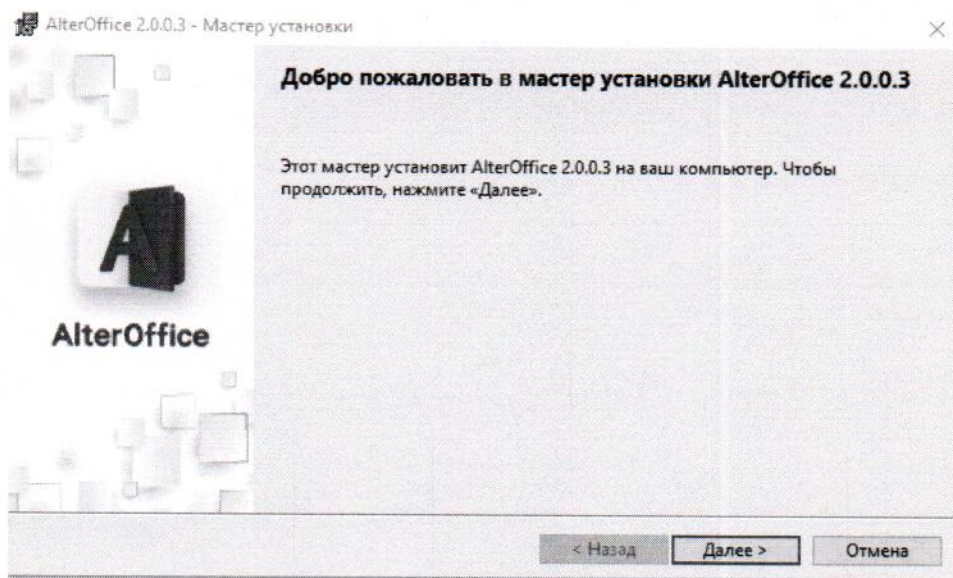 AlterOffice 2.0.0.3 - Мастер установки
Добро пожаловать в мастер установки AlterOffice 2.0.0.3
Этот мастер установит AlterOffice 2.0.0.3 на ваш компьютер. Чтобы
продолжить, нажмите «Далее».
A
AlterOffice
< Назад
Далее >
Отмена